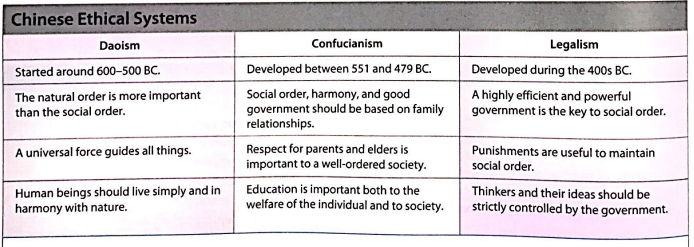 Chinese Ethical Systems
Daoism
Confucianism
Legalism
Started around 600–500 BC.
Developed between 551 and 479 BC.
Developed during the 400s BC.
The natural order is more important
than the social order.
Social order, harmony, and good
government should be based on family
relationships.
A highly efficient and powerful
government is the key to social order.
A universal force guides all things.
Respect for parents and elders is
important to a well-ordered society.
Punishments are useful to maintain
social order.
Human beings should live simply and in
harmony with nature.
Education is important both to the
welfare of the individual and to society.
Thinkers and their ideas should be
strictly controlled by the government.